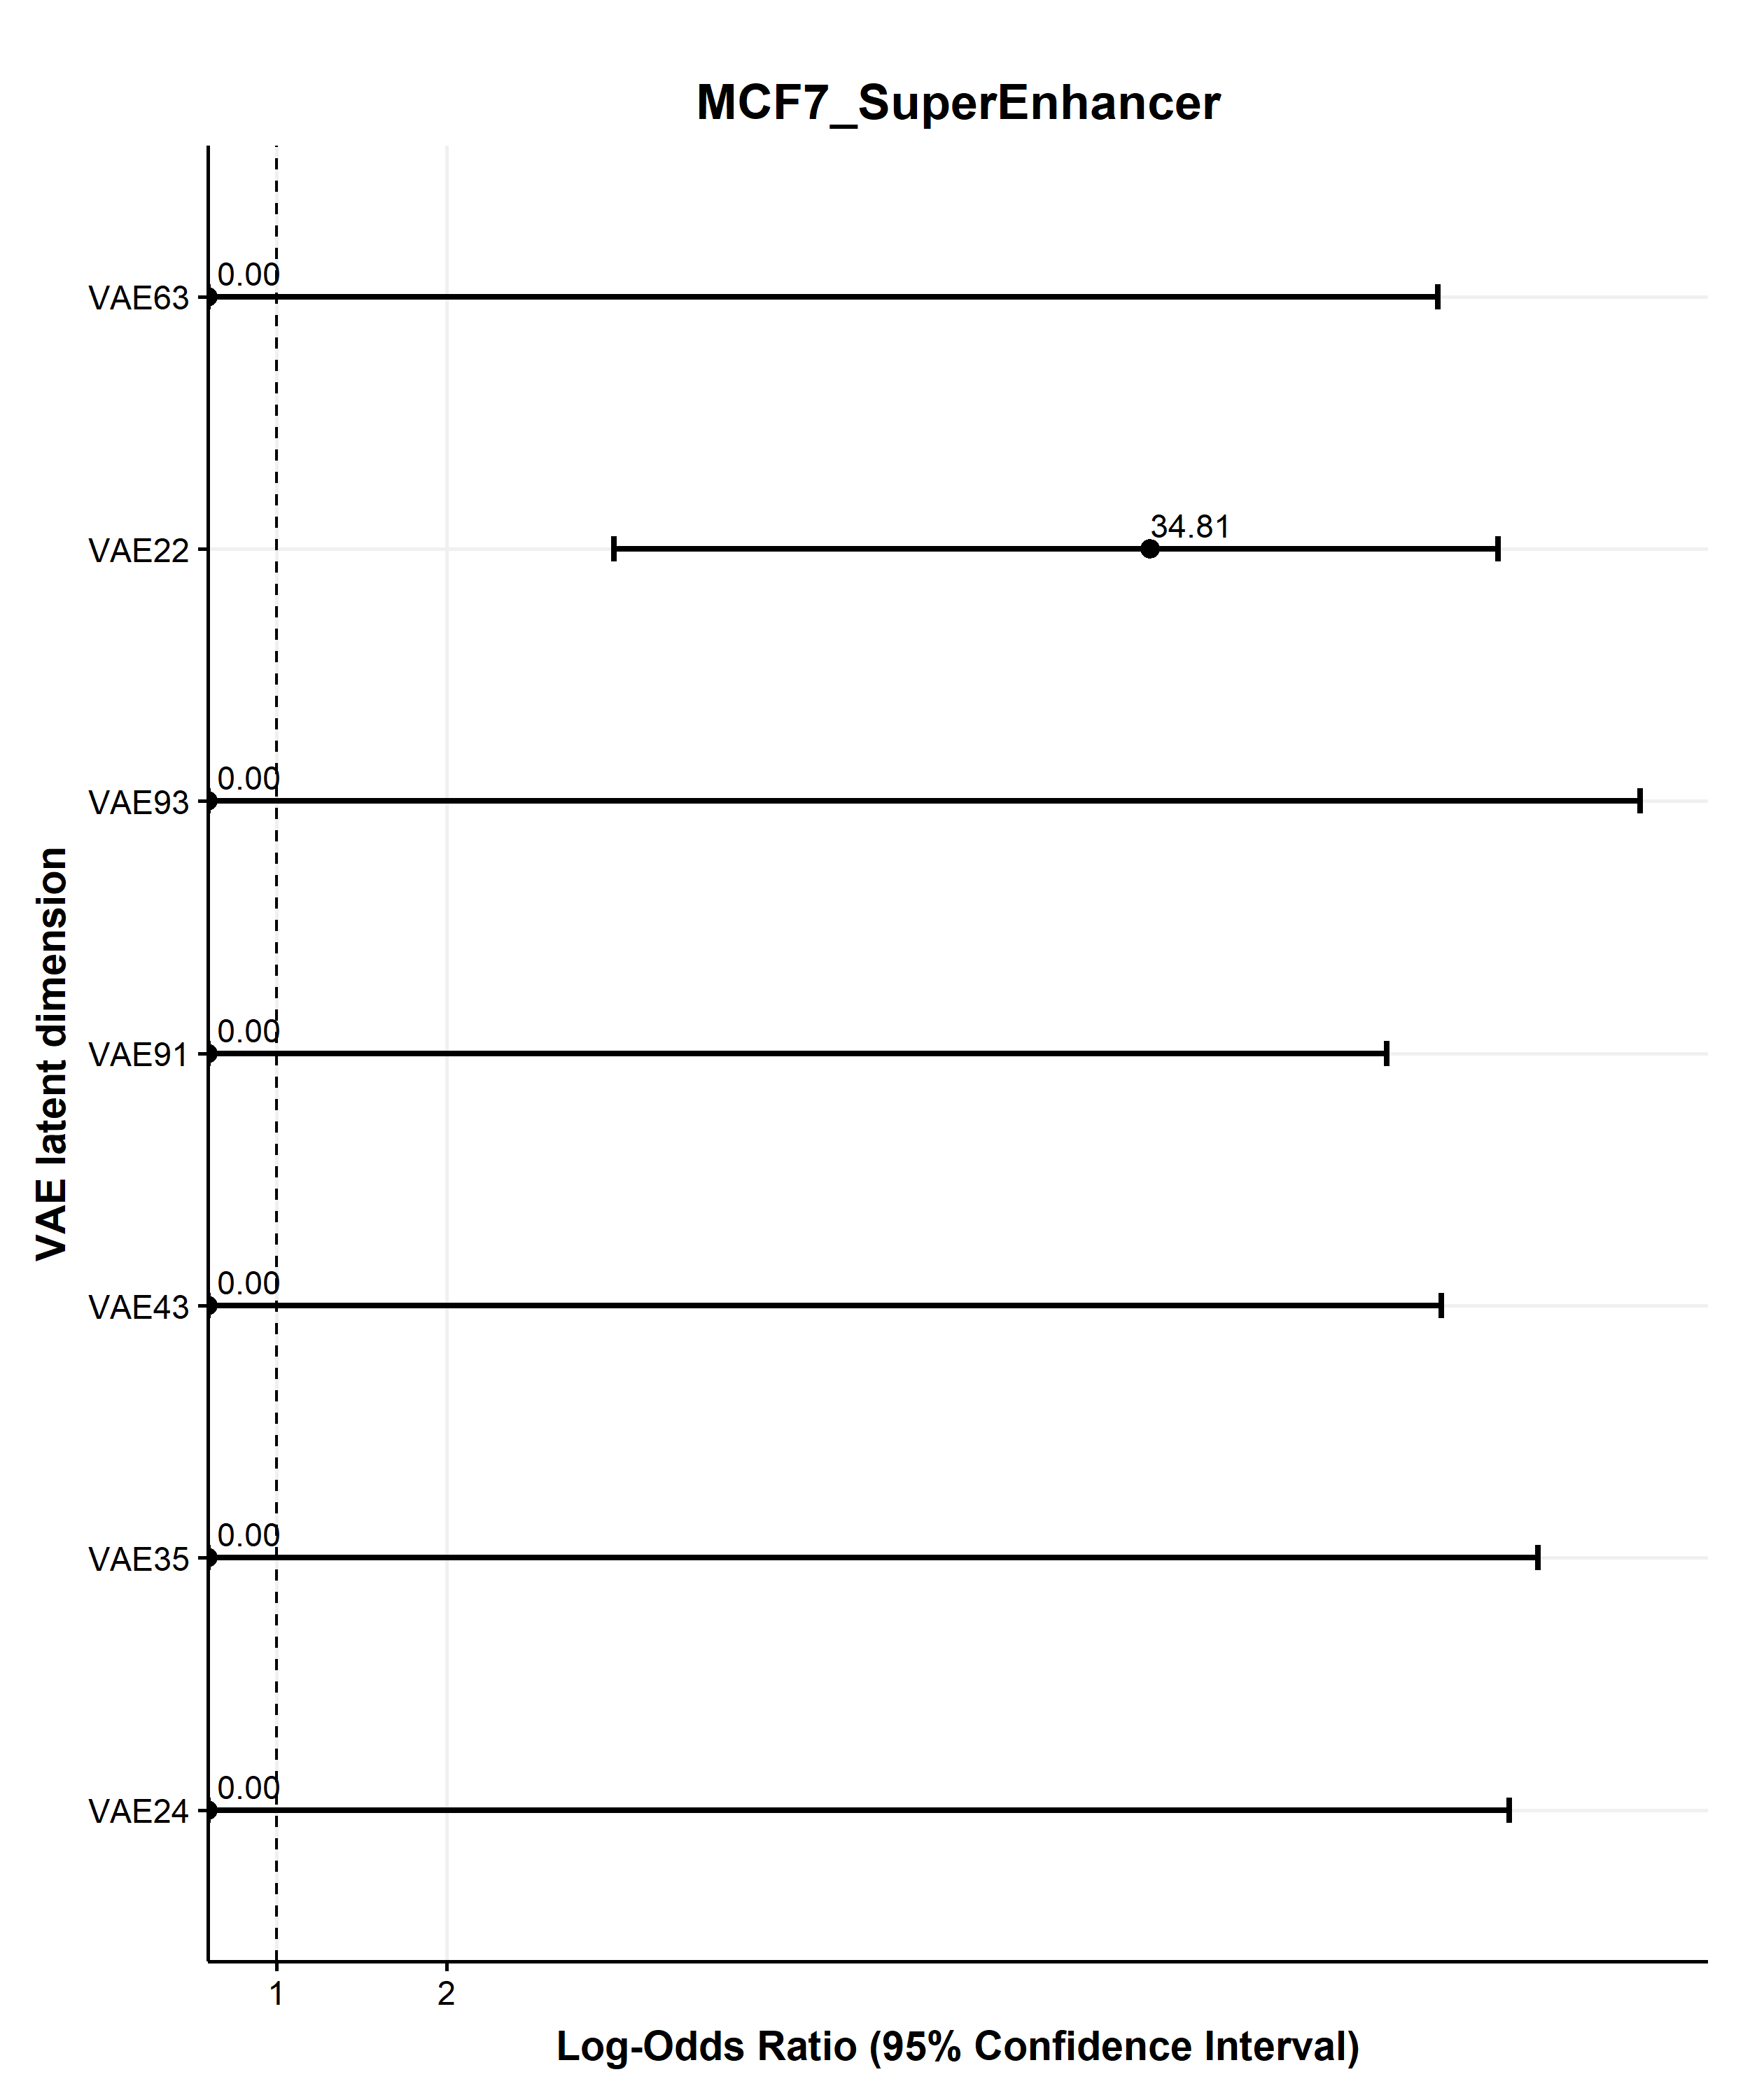 MCF7_SuperEnhancer
VAE latent dimension
VAE63
0.00
VAE22
34.81
VAE93
0.00
VAE91
0.00
VAE43
0.00
VAE35
0.00
VAE24
0.00
1
2
Log-Odds Ratio (95% Confidence Interval)